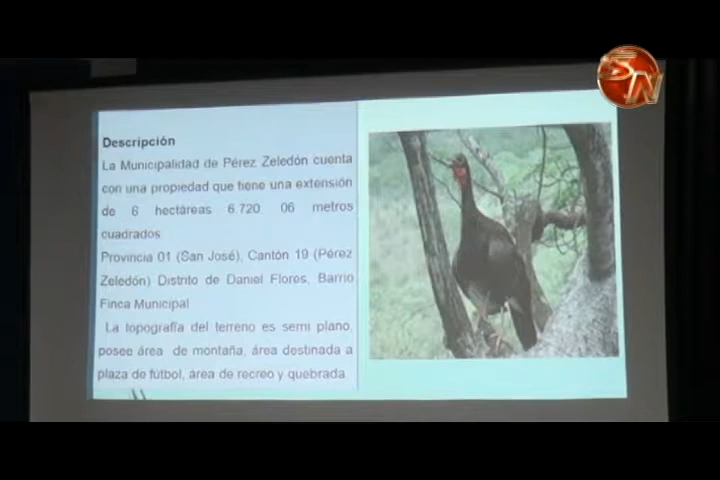 SN
Descripción
La Municipalidad de Pérez Zeledón cuenta
con una propiedad que tiene una extensión
de 6 hectáreas 6.720 06 metros
cuadrados
Provincia 01 (San José), Cantón 19 (Pérez
Zeledón) Distrito de Daniel Flores, Barrio
Finca Municipal
La topografía del terreno es semi plano,
posee área de montaña, área destinada a
plaza de futbol, área de recreo y quebrada.